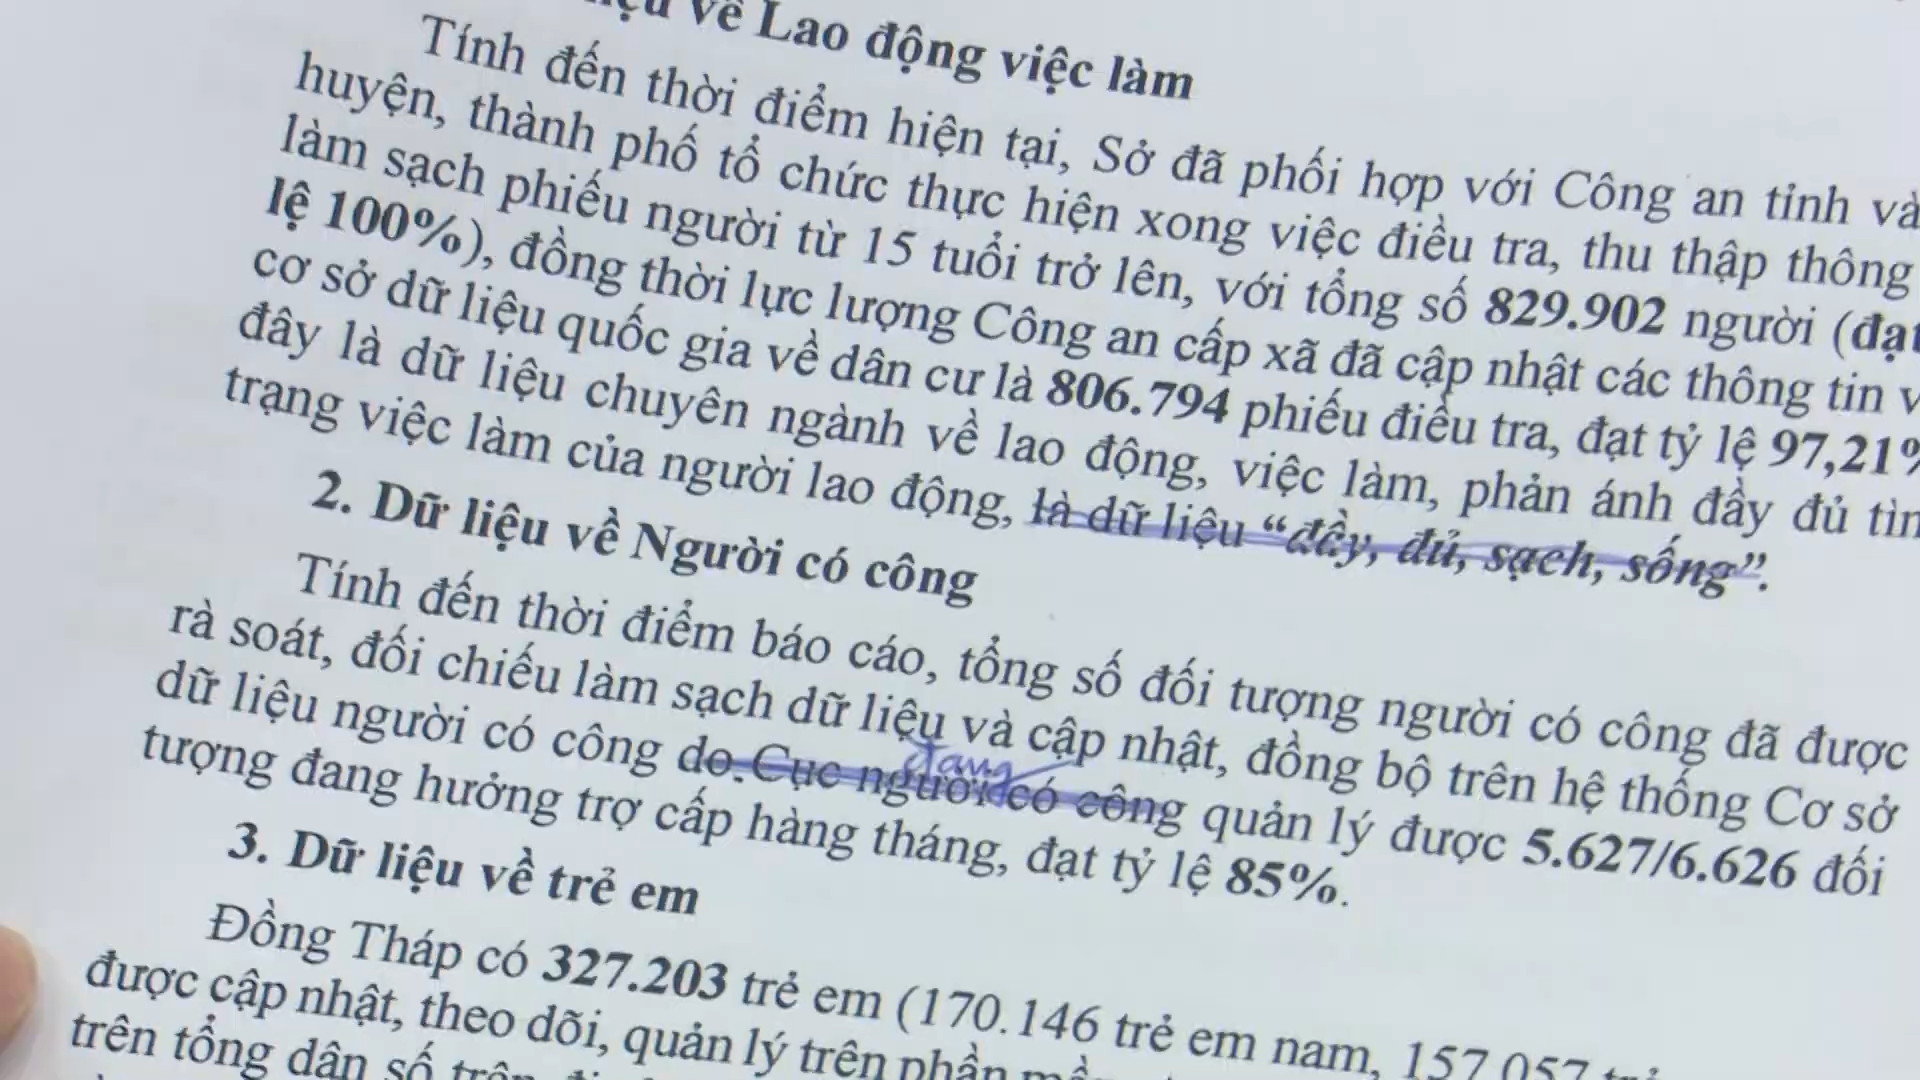 về Lao động việc làm
Tính đến thời điểm hiện tại, Sở đã phối hợp với Công an tỉnh và
huyện, thành phố tổ chức thực hiện xong việc điều tra, thu thập thông
làm sạch phiếu người từ 15 tuổi trở lên, với tổng số 829.902 người (đạt
lệ 100%), đồng thời lực lượng Công an cấp xã đã cập nhật các thông tin
cơ sở dữ liệu quốc gia về dân cư là 806.794 phiếu điều tra, đạt tỷ lệ 97,21%
đây là dữ liệu chuyên ngành về lao động, việc làm, phản ánh đầy đủ
trạng việc làm của người lao động, là dữ liệu “đầy, đủ, sạch, sống”.
2. Dữ liệu về Người có công
Tính đến thời điểm báo cáo, tổng số đối tượng người có công đã được
rà soát, đối chiếu làm sạch dữ liệu và cập nhật, đồng bộ trên hệ thống Cơ sở
đang
dữ liệu người có công do.Cục người có công quản lý được 5.627/6.626 đối
tượng đang hưởng trợ cấp hàng tháng, đạt tỷ lệ 85%.
3. Dữ liệu về trẻ em
Đồng Tháp có 327.203 trẻ em (170.146 trẻ em nam, 157.057
được cập nhật, theo dõi, quản lý trên phần
trên tổng dân số trên